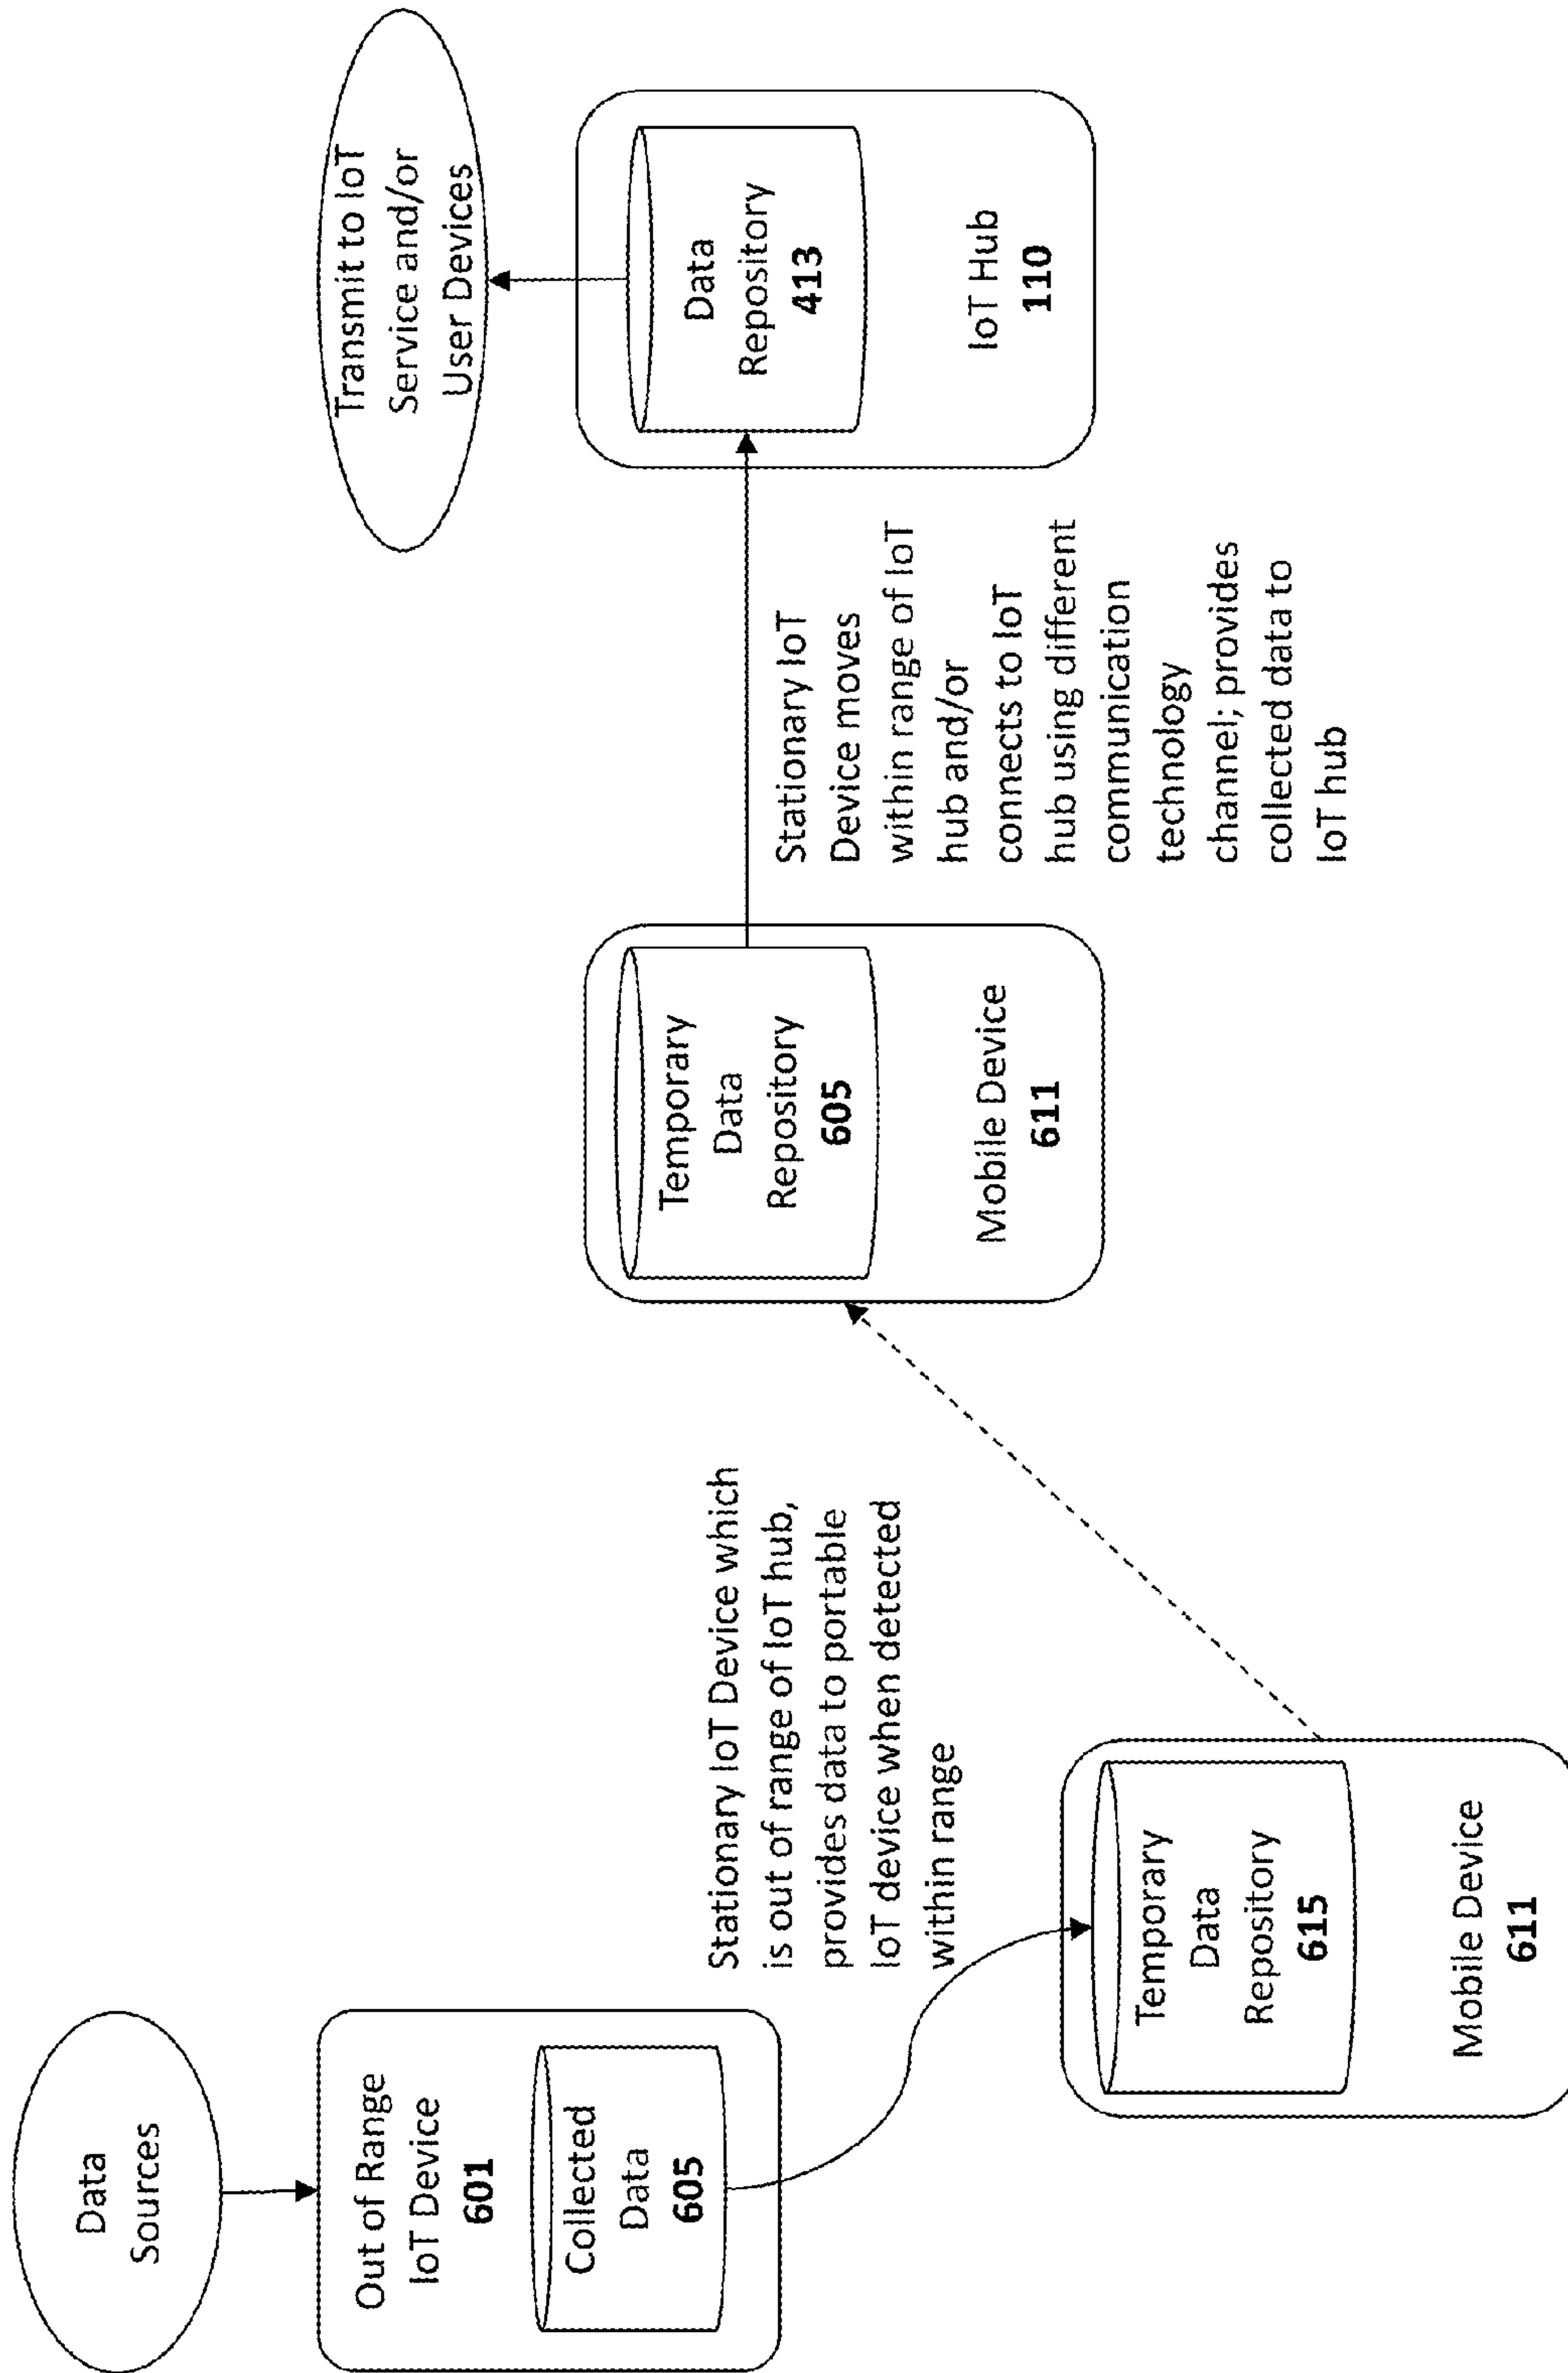 Data
Sources
Out of Range
IoT Device
601
Collected
Data
605
Stationary IoT Device which
is out of range of IoT hub,
provides data to portable
IoT device when detected
within range
Temporary
Data
Repository
615
Mobile Device
611
Temporary
Data
Repository
605
Mobile Device
611
Stationary IoT
Device moves
within range of IoT
hub and/or
connects to IoT
hub using different
communication
technology
channel; provides
collected data to
IoT hub
Transmit to IoT
Service and/or
User Devices
Data
Repository
413
IoT Hub
110